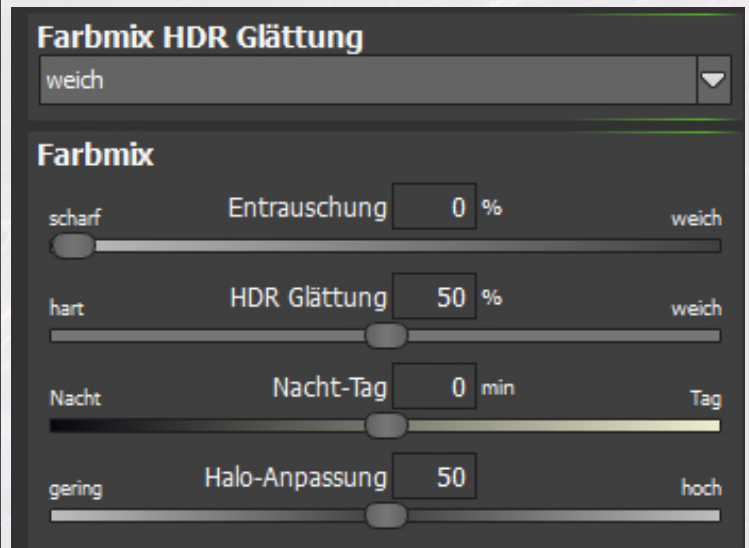 Farbmix HDR Glättung
weich
Farbmix
scharf Entrauschung 0 % weich
hart HDR Glättung 50 % weich
Nacht Nacht-Tag 0 min Tag
gering Halo-Anpassung 50 hoch